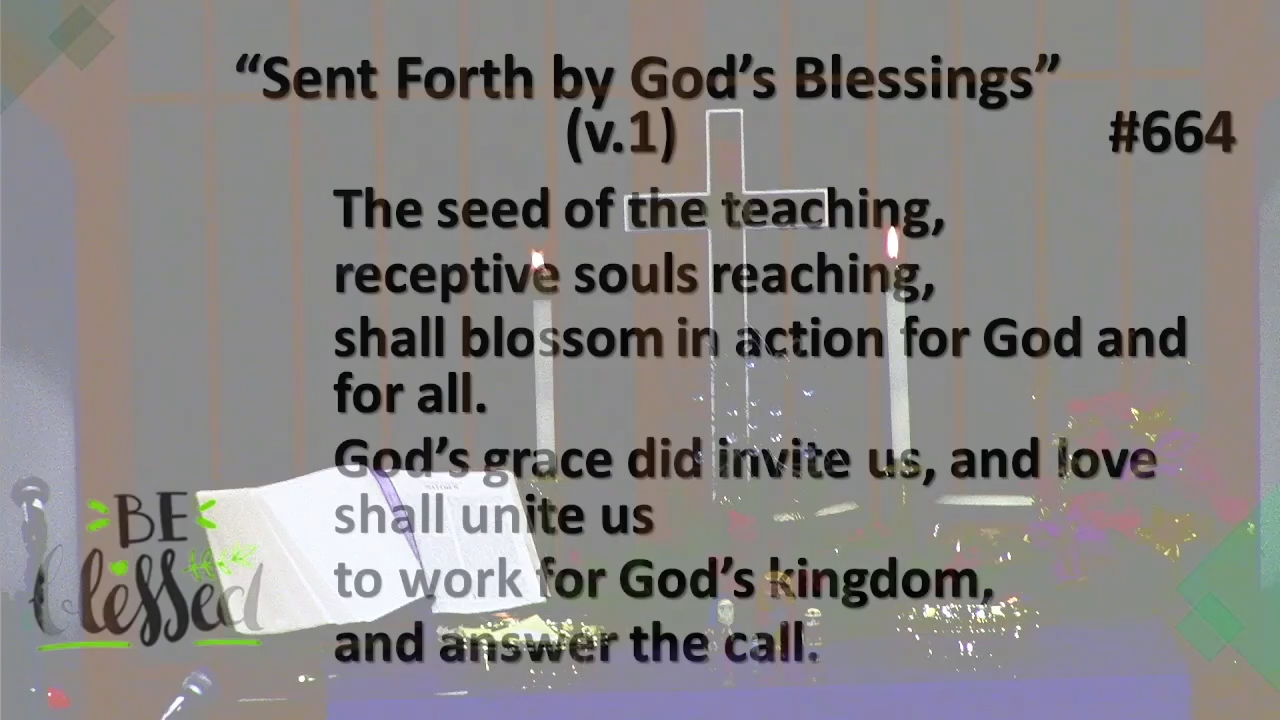 “Sent Forth by God’s Blessings”
(v.1) #664
The seed of the teaching,
receptive souls reaching,
shall blossom in action for God and
for all.
God’s grace did invite us, and love
shall unite us
to work for God’s kingdom,
and answer the call.
BE
blessed